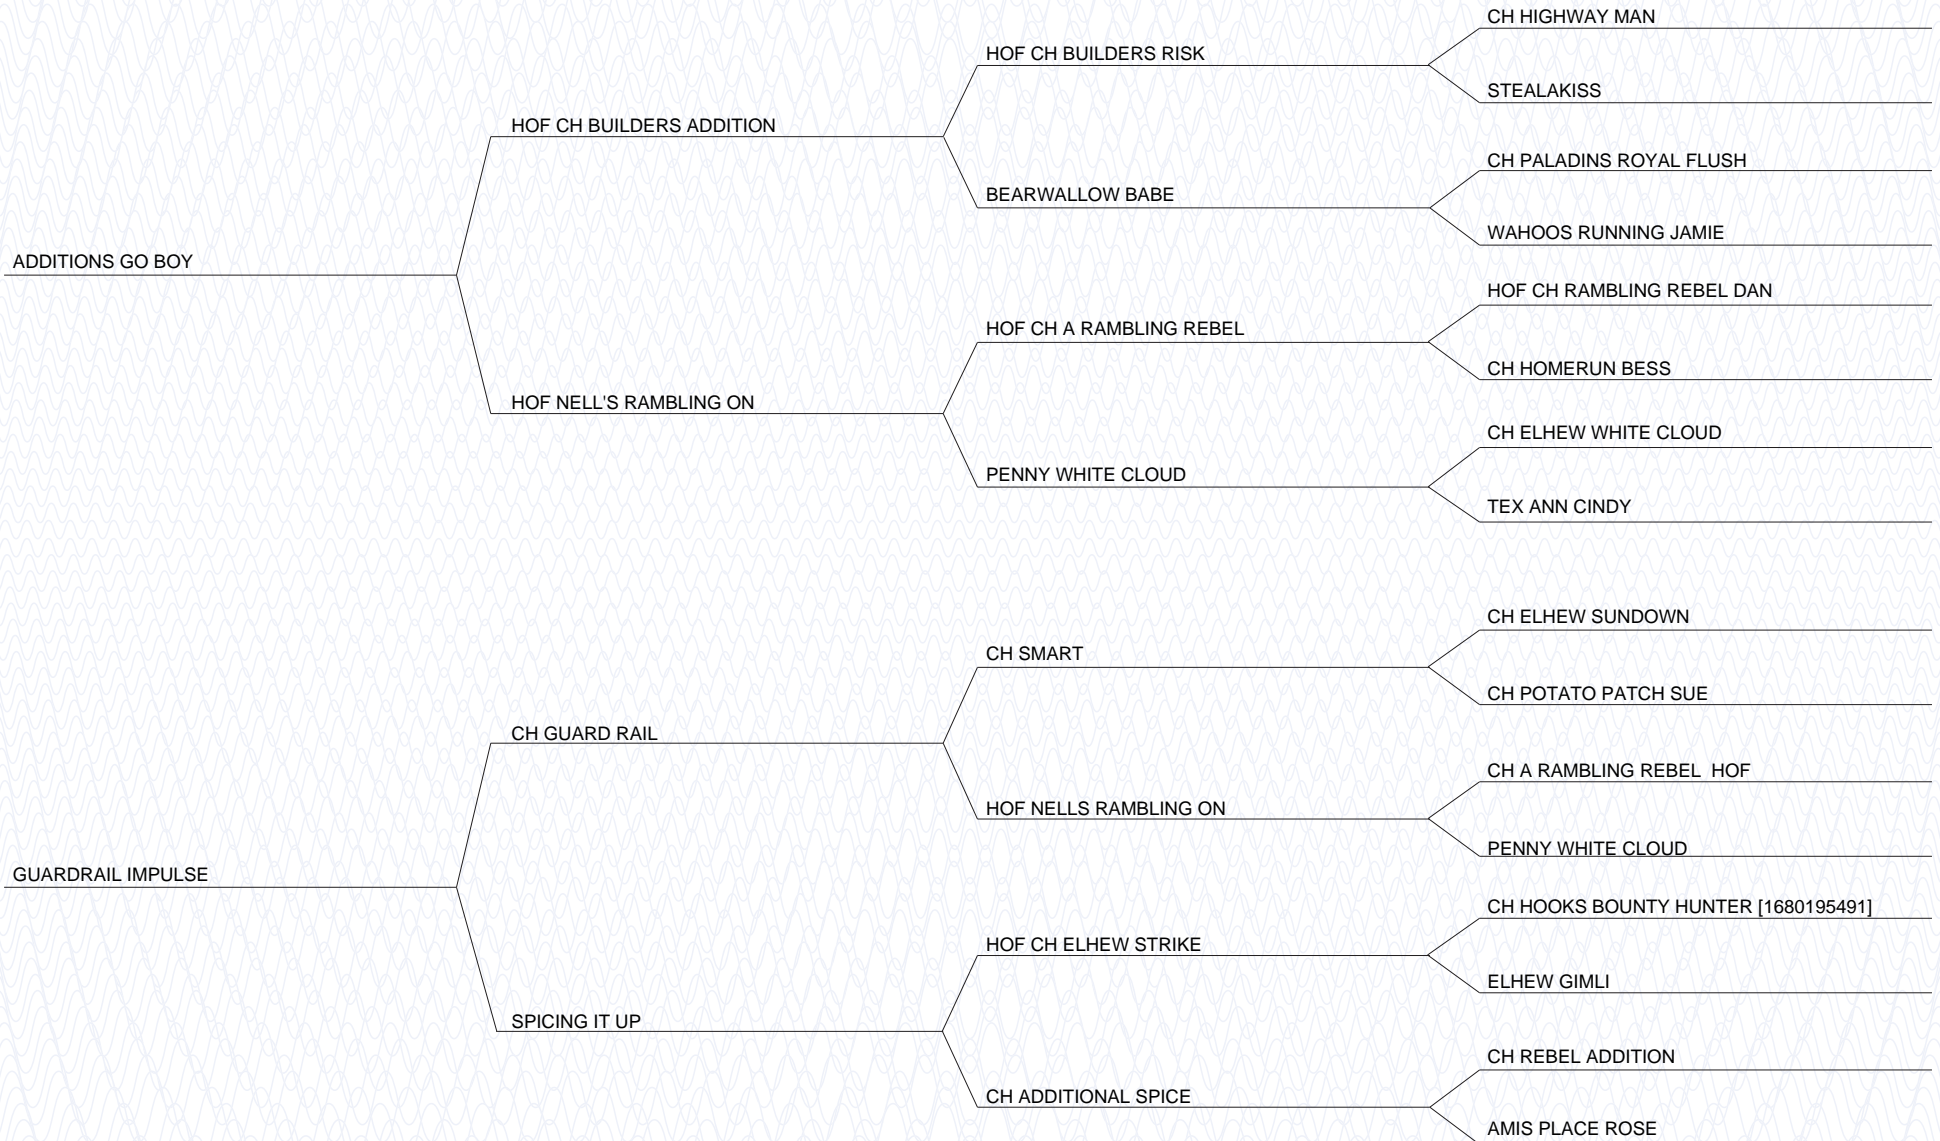 CH HIGHWAY MAN
HOF CH BUILDERS RISK
STEALAKISS
HOF CH BUILDERS ADDITION
CH PALADINS ROYAL FLUSH
BEARWALLOW BABE
WAHOOS RUNNING JAMIE
ADDITIONS GO BOY
HOF CH RAMBLING REBEL DAN
HOF CH A RAMBLING REBEL
CH HOMERUN BESS
HOF NELL'S RAMBLING ON
CH ELHEW WHITE CLOUD
PENNY WHITE CLOUD
TEX ANN CINDY
CH ELHEW SUNDOWN
CH SMART
CH POTATO PATCH SUE
CH GUARD RAIL
CH A RAMBLING REBEL  HOF
HOF NELLS RAMBLING ON
PENNY WHITE CLOUD
GUARDRAIL IMPULSE
CH HOOKS BOUNTY HUNTER [1680195491]
HOF CH ELHEW STRIKE
ELHEW GIMLI
SPICING IT UP
CH REBEL ADDITION
CH ADDITIONAL SPICE
AMIS PLACE ROSE